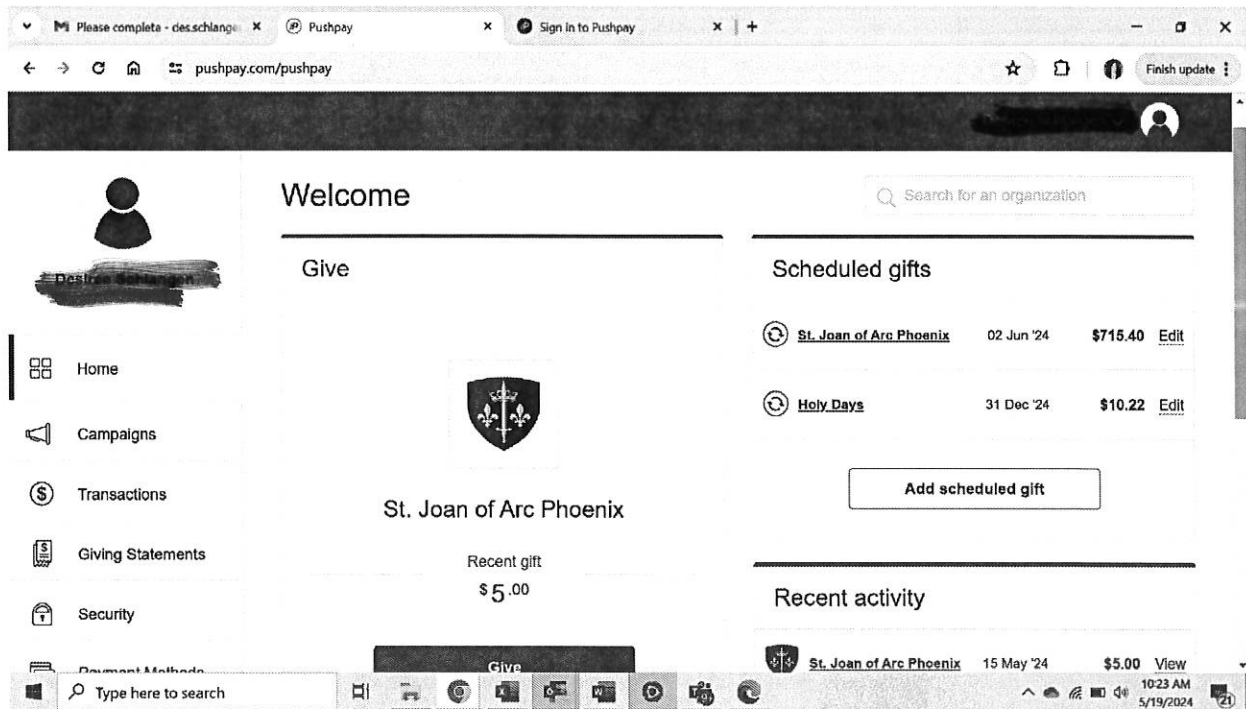 Please complete - des.schlange
Pushpay
Sign in to Pushpay
pushpay.com/pushpay
Finish update
Welcome
Search for an organization
Give
Scheduled gifts
St. Joan of Arc Phoenix 02 Jun '24 $715.40 Edit
Holy Days 31 Dec '24 $10.22 Edit
Add scheduled gift
Home
Campaigns
Transactions
Giving Statements
Security
Payment Methods
St. Joan of Arc Phoenix
Recent gift
$5.00
Give
Recent activity
St. Joan of Arc Phoenix 15 May '24 $5.00 View
Type here to search
10:23 AM
5/19/2024
21